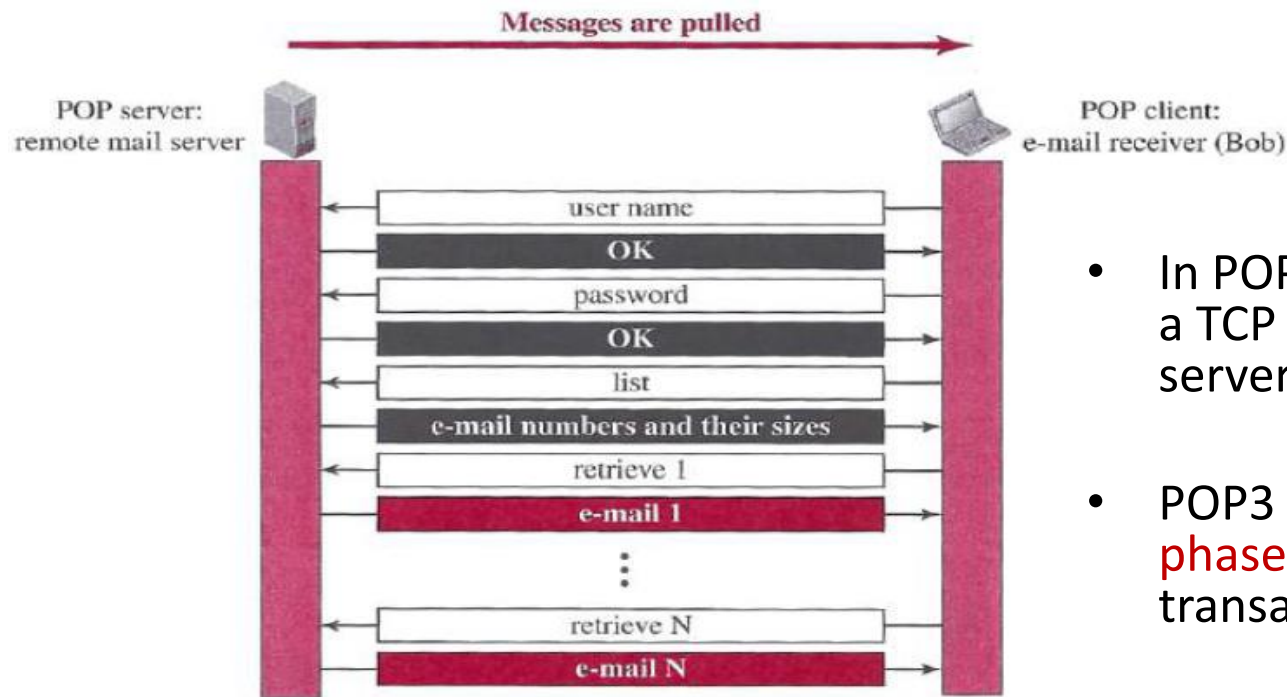 Messages are pulled
POP server:
remote mail server
POP client:
e-mail receiver (Bob)
user name
OK
password
OK
list
e-mail numbers and their sizes
retrieve 1
e-mail 1
retrieve N
e-mail N
• In POP
a TCP
server
• POP3
phase
transa